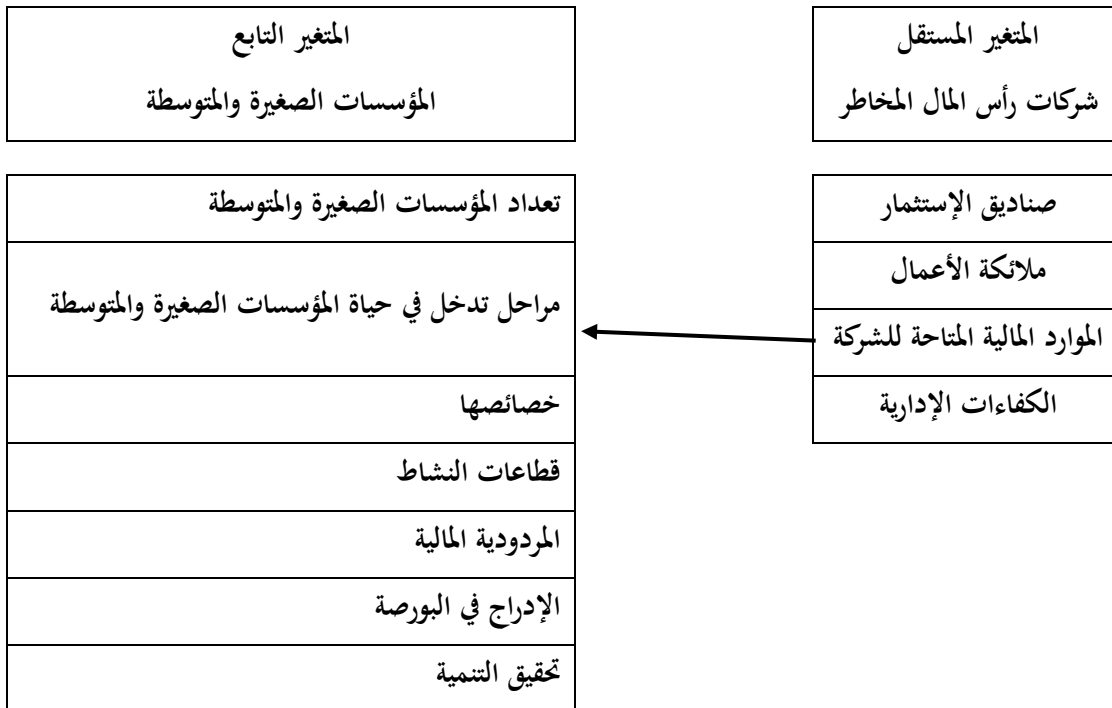 المتغير المستقل
شركات رأس المال المخاطر
المتغير التابع
المؤسسات الصغيرة والمتوسطة
صناديق الإستثمار
ملائكة الأعمال
الموارد المالية المتاحة للشركة
الكفاءات الإدارية
تعداد المؤسسات الصغيرة والمتوسطة
مراحل تدخل في حياة المؤسسات الصغيرة والمتوسطة
خصائصها
قطاعات النشاط
المردودية المالية
الإدراج في البورصة
تحقيق التنمية